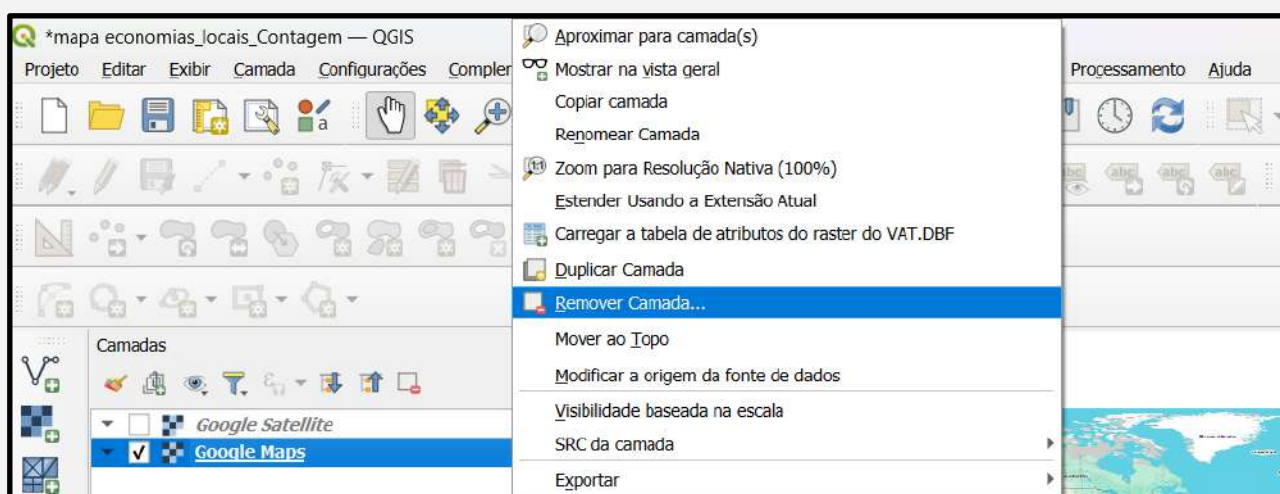 *mapa economias_locais_Contagem — QGIS
Projeto Editar Exibir Camada Configurações Compler
Processamento Ajuda
Aproximar para camada(s)
Mostrar na vista geral
Copiar camada
Renomear Camada
Zoom para Resolução Nativa (100%)
Estender Usando a Extensão Atual
Carregar a tabela de atributos do raster do VAT.DBF
Duplicar Camada
Remover Camada...
Mover ao Topo
Modificar a origem da fonte de dados
Visibilidade baseada na escala
SRC da camada
Exportar
Camadas
Google Satellite
Google Maps